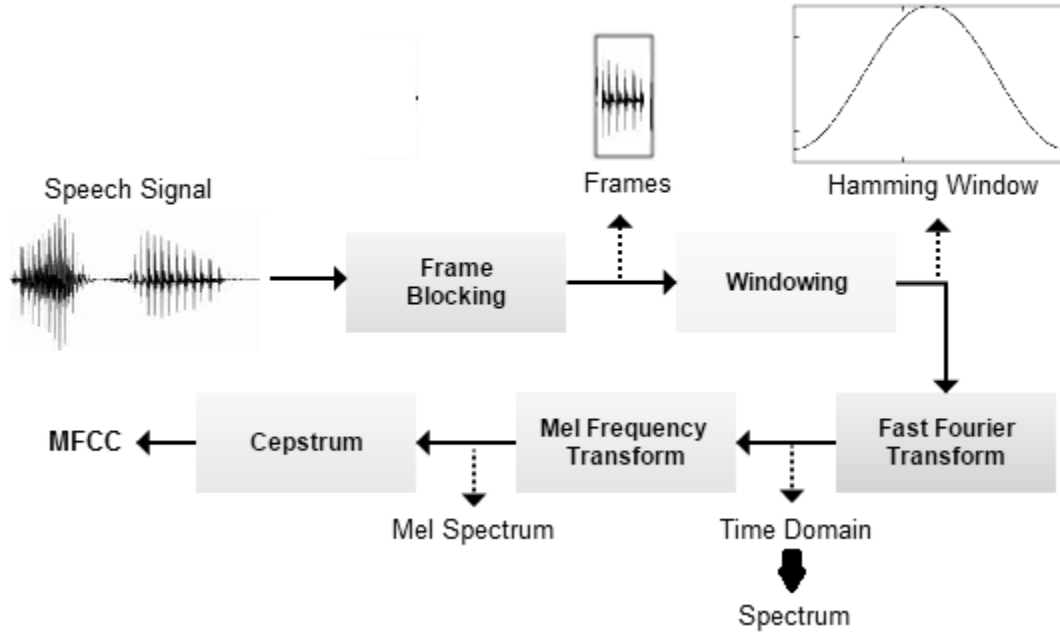 Frames
Hamming Window
Speech Signal
Frame
Blocking
Windowing
MFCC
Cepstrum
Mel Frequency
Transform
Fast Fourier
Transform
Mel Spectrum
Time Domain
Spectrum